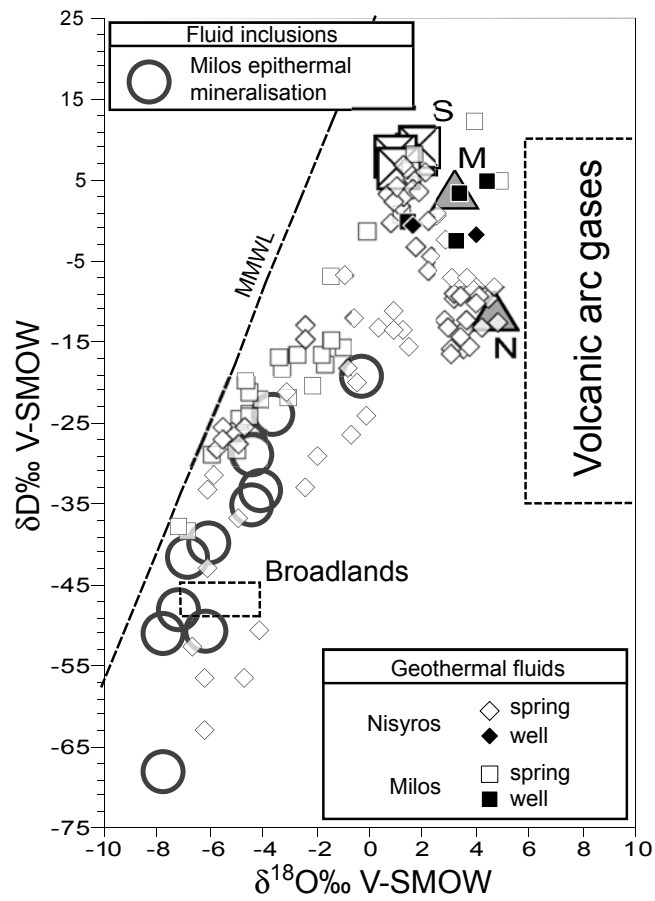 25
15
5
-5
-15
-25
-35
-45
-55
-65
-75
δD‰ V-SMOW
Fluid inclusions
Milos epithermal
mineralisation
MMWL
S
M
N
Volcanic arc gases
Broadlands
Geothermal fluids
Nisyros
spring
well
Milos
spring
well
-10 -8 -6 -4 -2 0 2 4 6 8 10
δ¹⁸O‰ V-SMOW